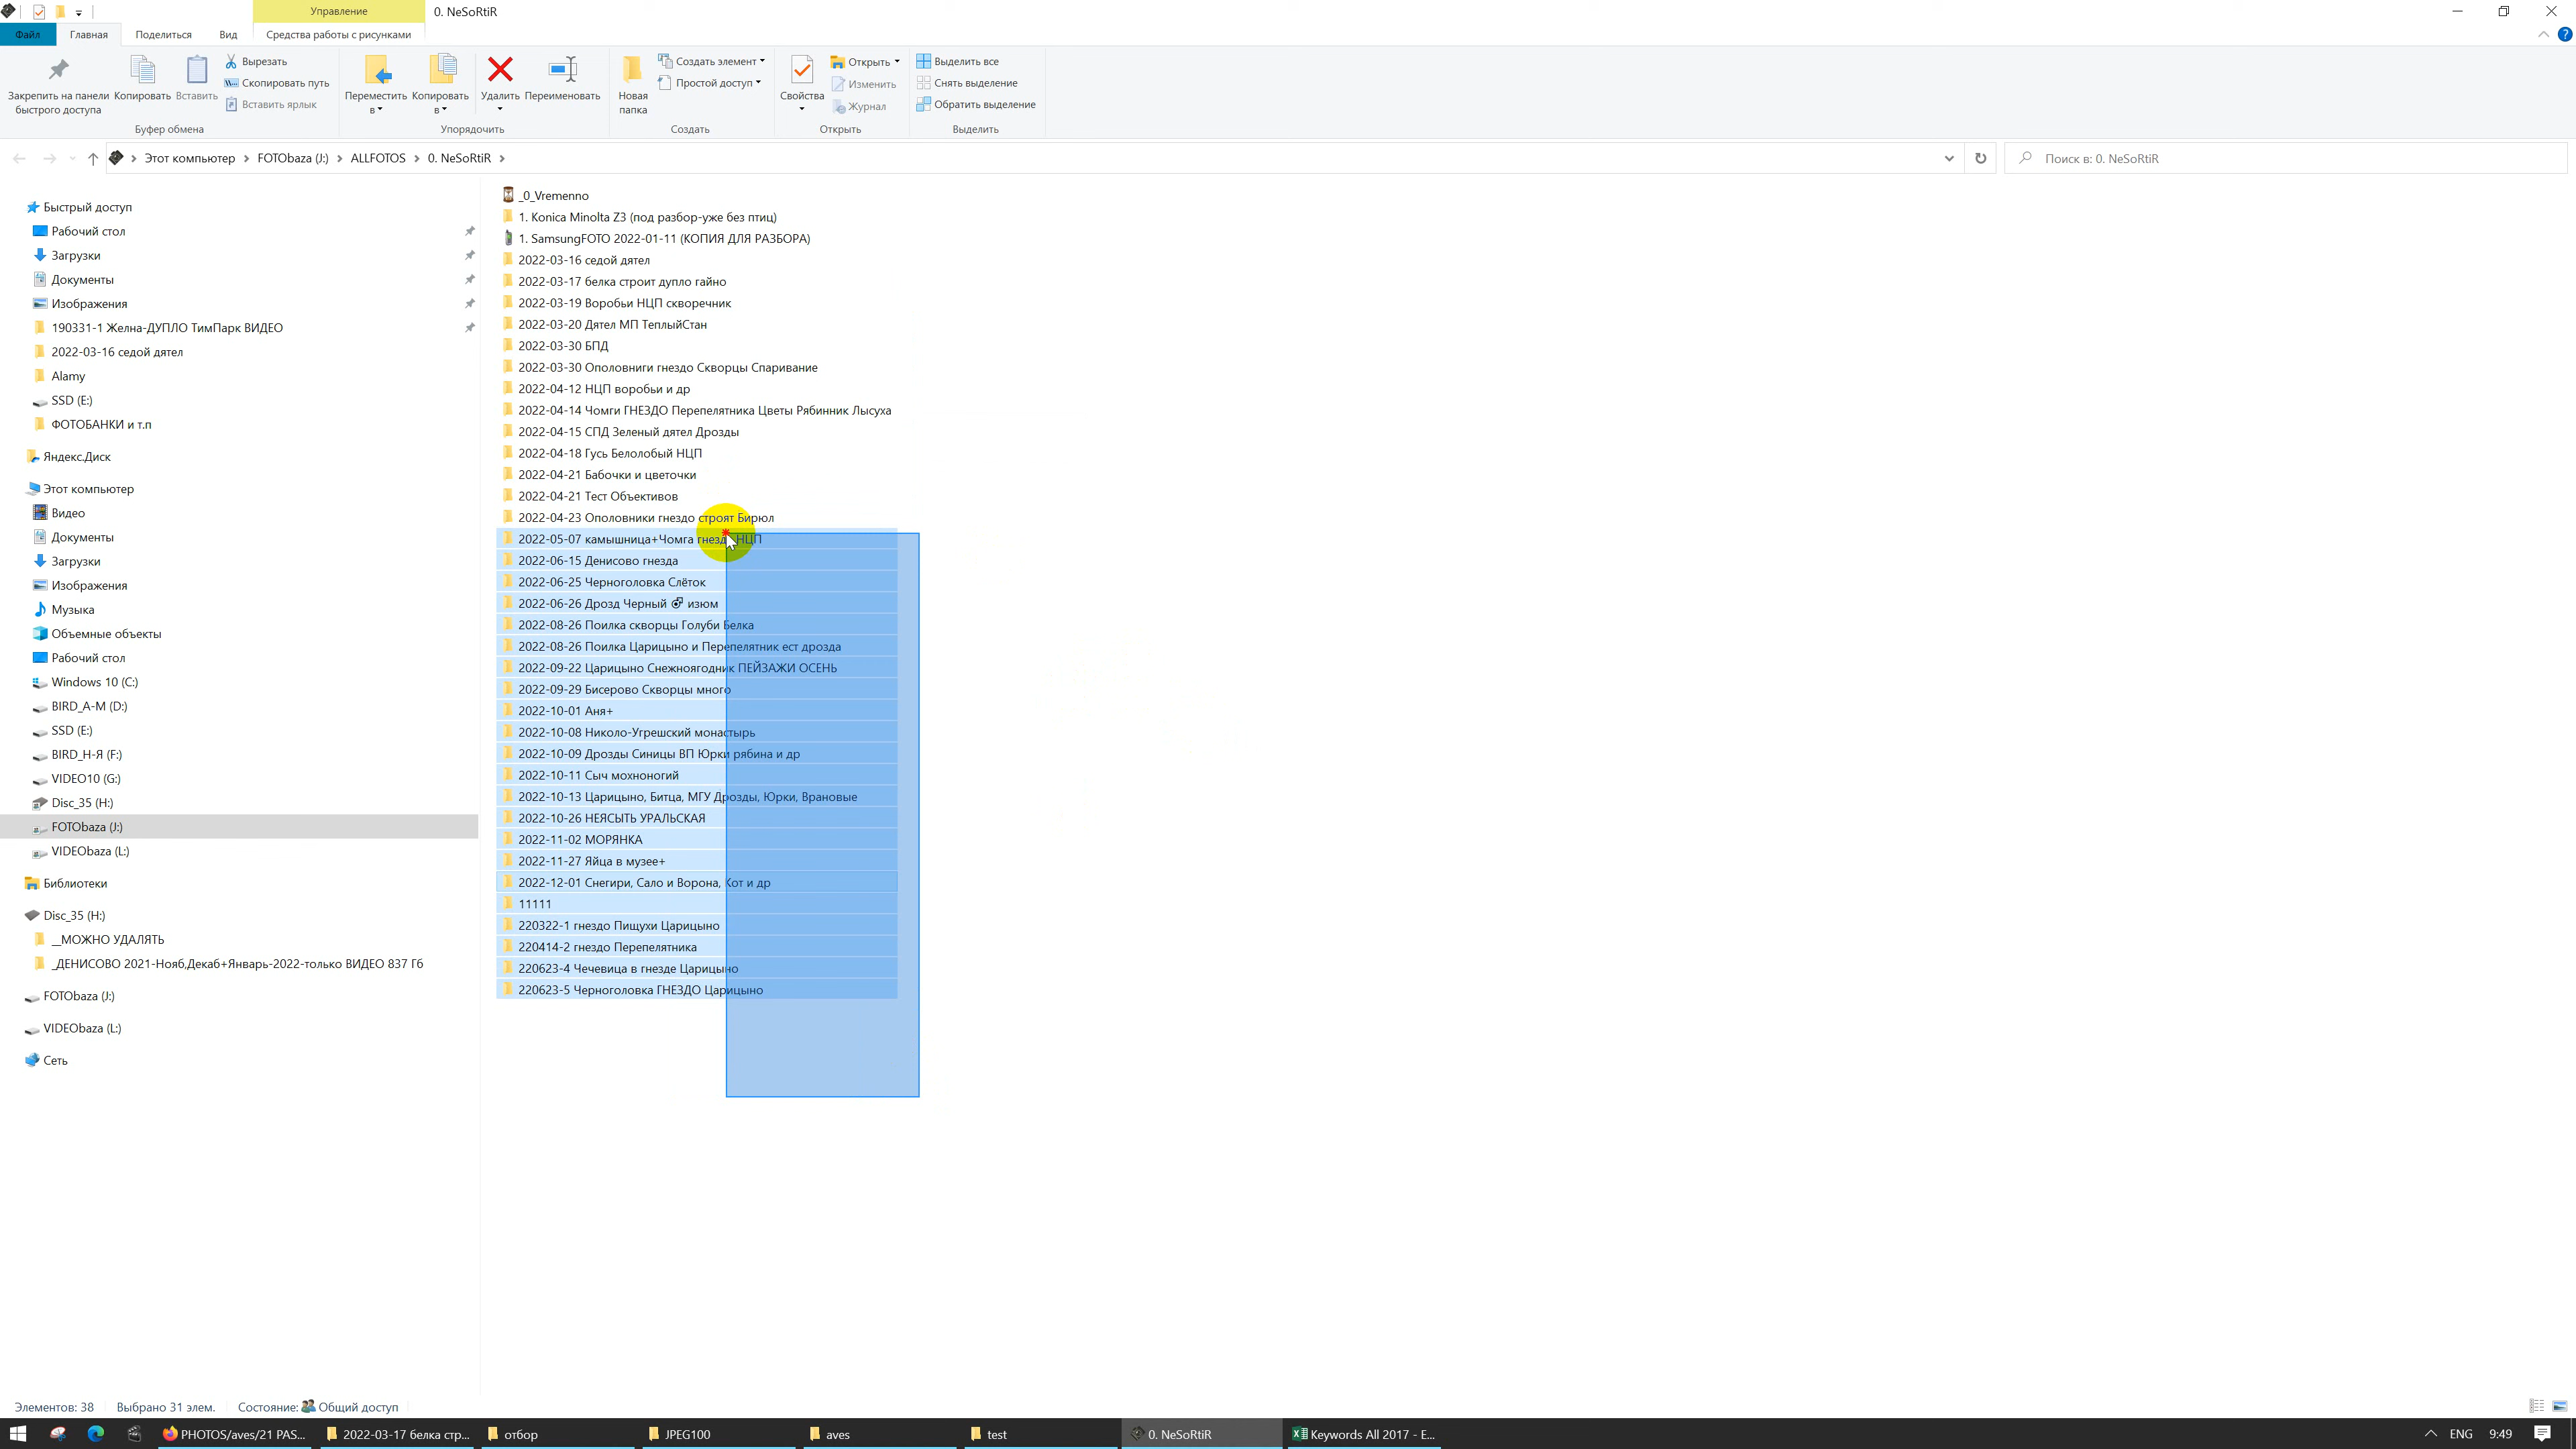 Управление
0. NeSoRtiR
Файл
Главная
Поделиться
Вид
Средства работы с рисунками
Закрепить на панели
быстрого доступа
Копировать
Вставить
Вырезать
Скопировать путь
Вставить ярлык
Буфер обмена
Переместить
в
Копировать
в
Удалить
Переименовать
Упорядочить
Новая
папка
Создать элемент
Простой доступ
Создать
Свойства
Открыть
Изменить
Журнал
Открыть
Выделить все
Снять выделение
Обратить выделение
Выделить
Этот компьютер
FOTObaza (J:)
ALLFOTOS
0. NeSoRtiR
Поиск в: 0. NeSoRtiR
Быстрый доступ
Рабочий стол
Загрузки
Документы
Изображения
190331-1 Желна-ДУПЛО ТимПарк ВИДЕО
2022-03-16 седой дятел
Alamy
SSD (E:)
ФОТОБАНКИ и т.п
Яндекс.Диск
Этот компьютер
Видео
Документы
Загрузки
Изображения
Музыка
Объемные объекты
Рабочий стол
Windows 10 (C:)
BIRD_A-M (D:)
SSD (E:)
BIRD_Н-Я (F:)
VIDEO10 (G:)
Disc_35 (H:)
FOTObaza (J:)
VIDEObaza (L:)
Библиотеки
Disc_35 (H:)
__МОЖНО УДАЛЯТЬ
_ДЕНИСОВО 2021-Нояб,Декаб+Январь-2022-только ВИДЕО 837 Гб
FOTObaza (J:)
VIDEObaza (L:)
Сеть
_0_Vremenno
1. Konica Minolta Z3 (под разбор-уже без птиц)
1. SamsungFOTO 2022-01-11 (КОПИЯ ДЛЯ РАЗБОРА)
2022-03-16 седой дятел
2022-03-17 белка строит дупло гайно
2022-03-19 Воробьи НЦП скворечник
2022-03-20 Дятел МП ТеплыйСтан
2022-03-30 БПД
2022-03-30 Ополовниги гнездо Скворцы Спаривание
2022-04-12 НЦП воробьи и др
2022-04-14 Чомги ГНЕЗДО Перепелятника Цветы Рябинник Лысуха
2022-04-15 СПД Зеленый дятел Дрозды
2022-04-18 Гусь Белолобый НЦП
2022-04-21 Бабочки и цветочки
2022-04-21 Тест Объективов
2022-04-23 Ополовники гнездо строят Бирюл
2022-05-07 камышница+Чомга гнезд НЦП
2022-06-15 Денисово гнезда
2022-06-25 Черноголовка Слёток
2022-06-26 Дрозд Черный изюм
2022-08-26 Поилка скворцы Голуби Белка
2022-08-26 Поилка Царицыно и Перепелятник ест дрозда
2022-09-22 Царицыно Снежноягодник ПЕЙЗАЖИ ОСЕНЬ
2022-09-29 Бисерово Скворцы много
2022-10-01 Аня+
2022-10-08 Николо-Угрешский монастырь
2022-10-09 Дрозды Синицы ВП Юрки рябина и др
2022-10-11 Сыч мохноногий
2022-10-13 Царицыно, Битца, МГУ Дрозды, Юрки, Врановые
2022-10-26 НЕЯСЫТЬ УРАЛЬСКАЯ
2022-11-02 МОРЯНКА
2022-11-27 Яйца в музее+
2022-12-01 Снегири, Сало и Ворона, Кот и др
11111
220322-1 гнездо Пищухи Царицыно
220414-2 гнездо Перепелятника
220623-4 Чечевица в гнезде Царицыно
220623-5 Черноголовка ГНЕЗДО Царицыно
Элементов: 38
Выбрано 31 элем.
Состояние: Общий доступ
PHOTOS/aves/21 PAS...
2022-03-17 белка стр...
отбор
JPEG100
aves
test
0. NeSoRtiR
Keywords All 2017 - E...
ENG
9:49